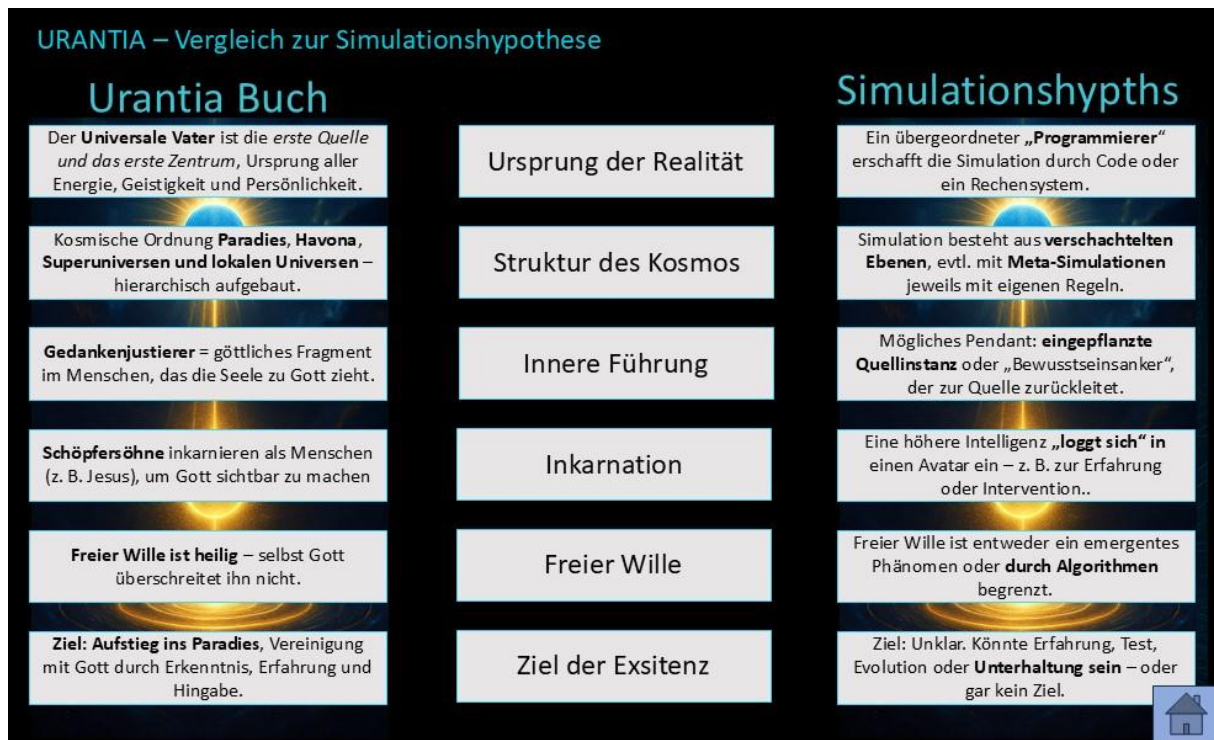 URANTIA – Vergleich zur Simulationshypothese
Urantia Buch
Simulationshypths
Der Universale Vater ist die erste Quelle
und das erste Zentrum, Ursprung aller
Energie, Geistigkeit und Persönlichkeit.
Ursprung der Realität
Ein übergeordneter „Programmierer“
erschafft die Simulation durch Code oder
ein Rechensystem.
Kosmische Ordnung Paradies, Havona,
Superuniversen und lokalen Universen –
hierarchisch aufgebaut.
Struktur des Kosmos
Simulation besteht aus verschachtelten
Ebenen, evtl. mit Meta-Simulationen
jeweils mit eigenen Regeln.
Gedankenjustierer = göttliches Fragment
im Menschen, das die Seele zu Gott zieht.
Innere Führung
Mögliches Pendant: eingepflanzte
Quellinstanz oder „Bewusstseinsanker“,
der zur Quelle zurückleitet.
Schöpfersöhne inkarnieren als Menschen
(z. B. Jesus), um Gott sichtbar zu machen
Inkarnation
Eine höhere Intelligenz „loggt sich“ in
einen Avatar ein – z. B. zur Erfahrung
oder Intervention..
Freier Wille ist heilig – selbst Gott
überschreitet ihn nicht.
Freier Wille
Freier Wille ist entweder ein emergentes
Phänomen oder durch Algorithmen
begrenzt.
Ziel: Aufstieg ins Paradies, Vereinigung
mit Gott durch Erkenntnis, Erfahrung und
Hingabe.
Ziel der Exsitenz
Ziel: Unklar. Könnte Erfahrung, Test,
Evolution oder Unterhaltung sein – oder
gar kein Ziel.